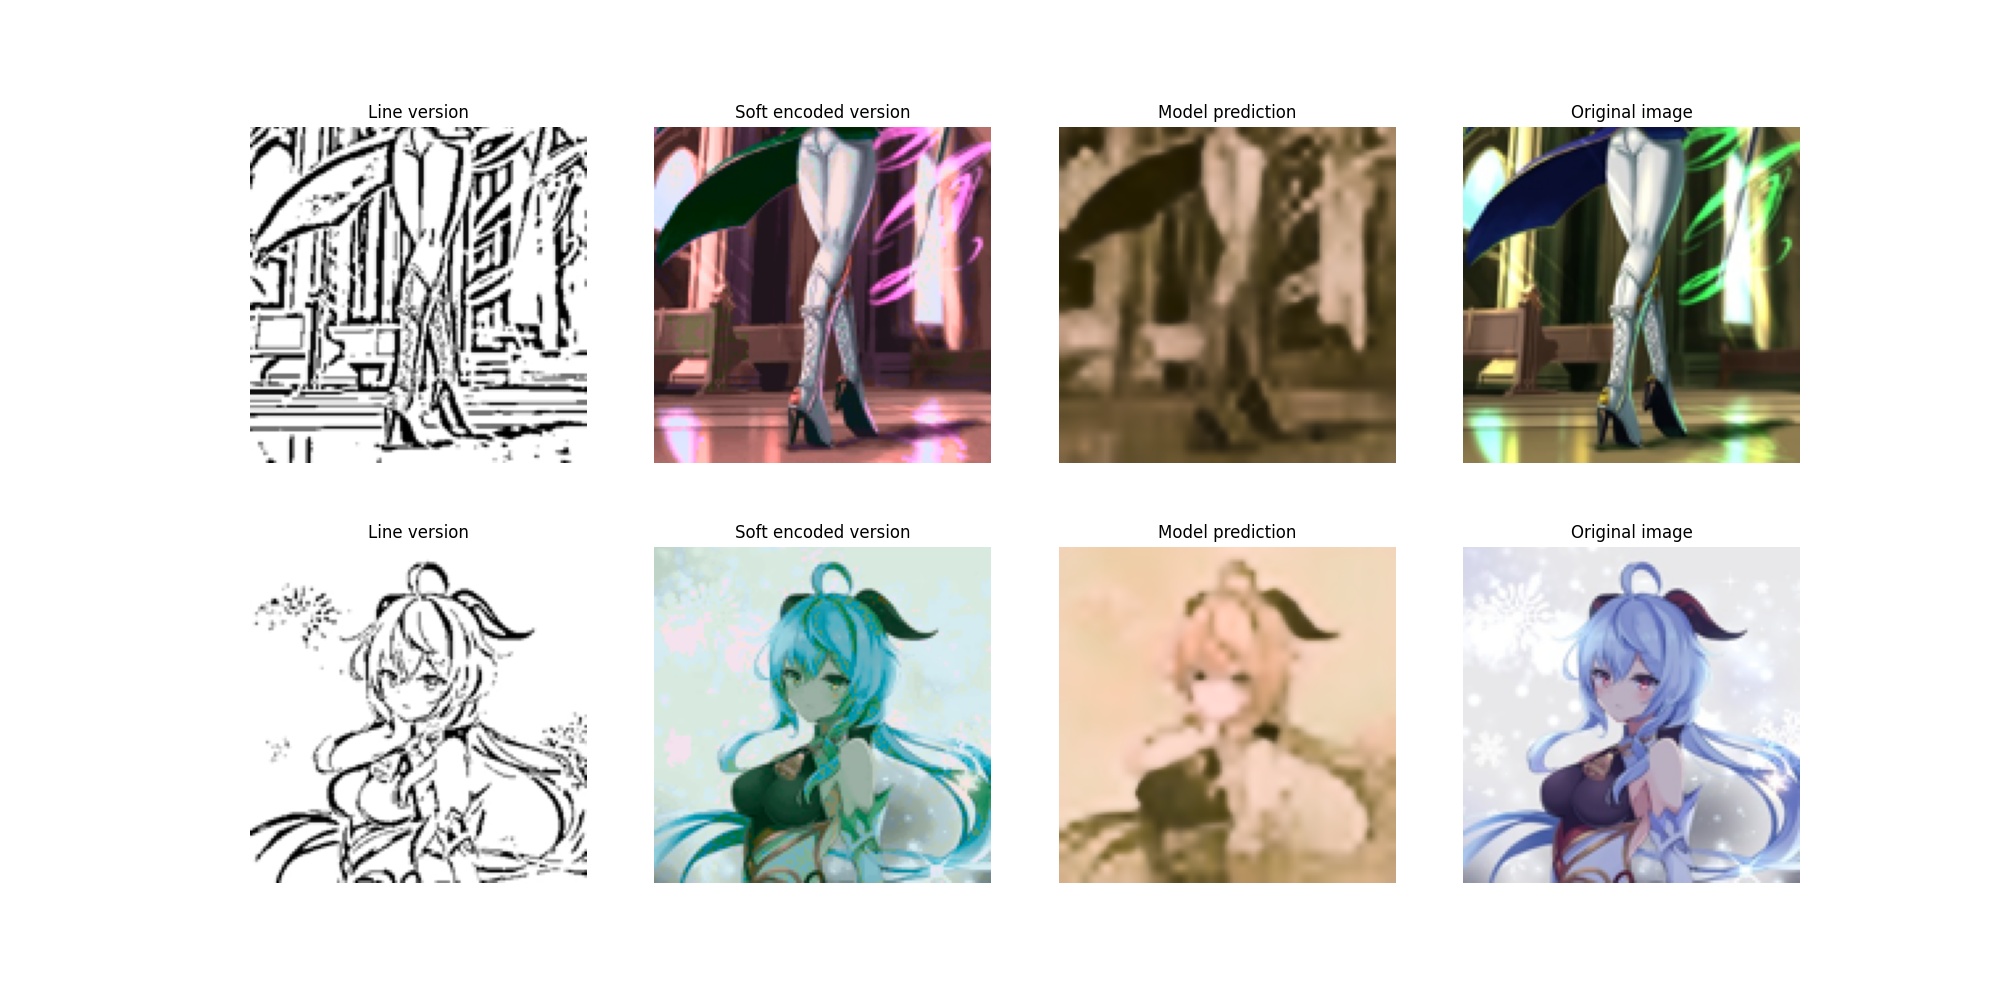 Line version
Soft encoded version
Model prediction
Original image
Line version
Soft encoded version
Model prediction
Original image